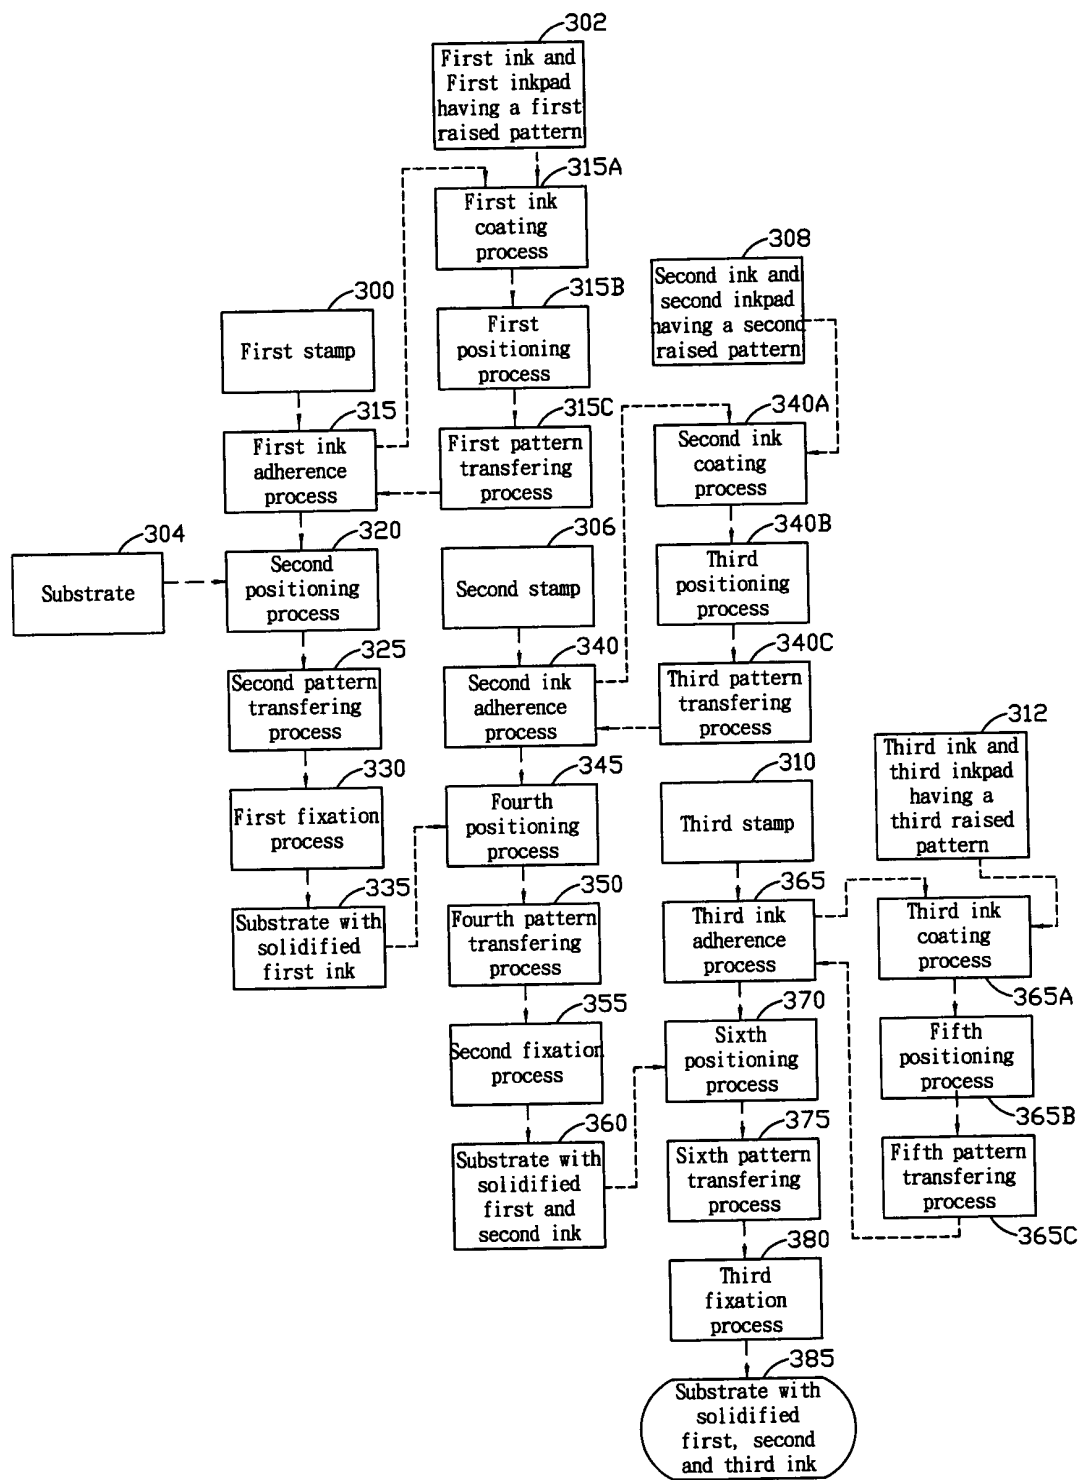 302
First ink and
First inkpad
having a first
raised pattern
315A
First ink
coating
process
308
Second ink and
second inkpad
having a second
raised pattern
300
First stamp
315B
First
positioning
process
315
First ink
adherence
process
315C
First pattern
transfering
process
340A
Second ink
coating
process
304
Substrate
320
Second
positioning
process
306
Second stamp
340B
Third
positioning
process
325
Second pattern
transfering
process
340
Second ink
adherence
process
340C
Third pattern
transfering
process
312
Third ink and
third inkpad
having a
third raised
pattern
330
First fixation
process
345
Fourth
positioning
process
310
Third stamp
335
Substrate with
solidified
first ink
350
Fourth pattern
transfering
process
365
Third ink
adherence
process
Third ink
coating
process
365A
355
Second fixation
process
370
Sixth
positioning
process
Fifth
positioning
process
365B
360
Substrate with
solidified
first and
second ink
375
Sixth pattern
transfering
process
Fifth pattern
transfering
process
365C
380
Third
fixation
process
385
Substrate with
solidified
first, second
and third ink